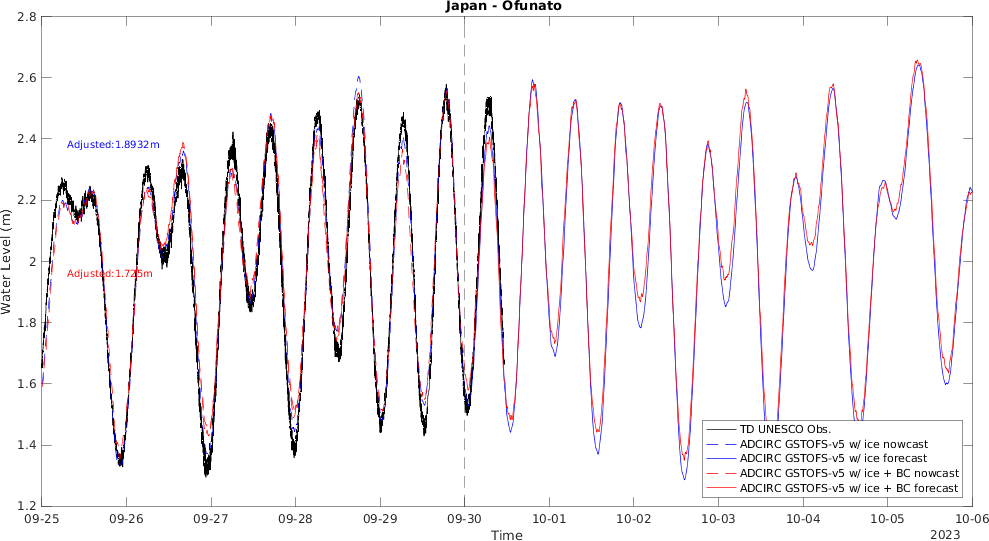 Japan - Ofunato
Water Level (m)
2.8
2.6
2.4
2.2
2
1.8
1.6
1.4
1.2
Adjusted:1.8932m
Adjusted:1.725m
TD UNESCO Obs.
ADCIRC GSTOFS-v5 w/ ice nowcast
ADCIRC GSTOFS-v5 w/ ice forecast
ADCIRC GSTOFS-v5 w/ ice + BC nowcast
ADCIRC GSTOFS-v5 w/ ice + BC forecast
09-25 09-26 09-27 09-28 09-29 09-30 10-01 10-02 10-03 10-04 10-05 10-06
Time
2023